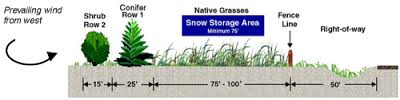 Prevailing wind
from west
Shrub
Row 2
Conifer
Row 1
Native Grasses
Snow Storage Area
Minimum 75'
Fence
Line
Right-of-way
15'
25'
75' - 100'
50'